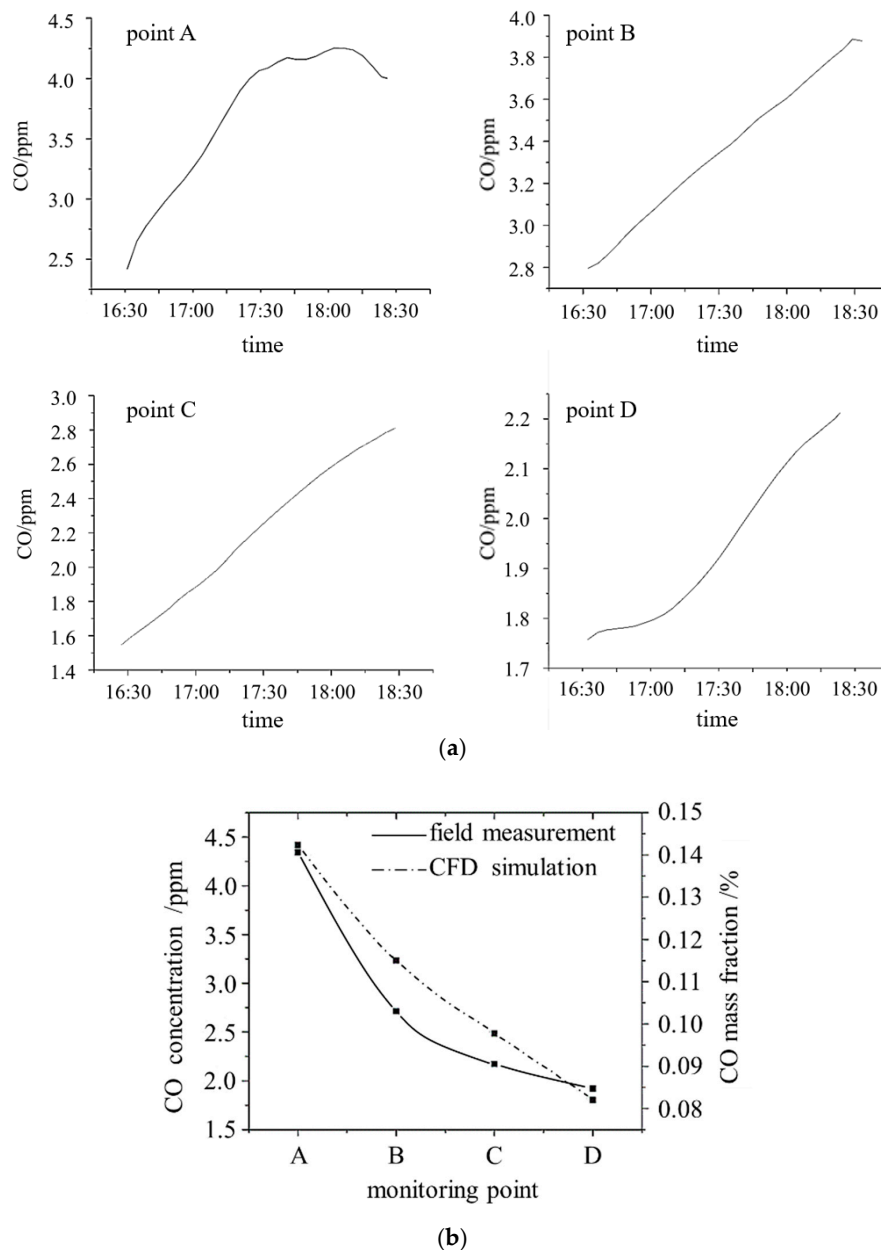 point A
4.5
4.0
3.5
3.0
2.5
CO/ppm
16:30 17:00 17:30 18:00 18:30
time
point B
4.0
3.8
3.6
3.4
3.2
3.0
2.8
CO/ppm
16:30 17:00 17:30 18:00 18:30
time
point C
3.0
2.8
2.6
2.4
2.2
2.0
1.8
1.6
1.4
CO/ppm
16:30 17:00 17:30 18:00 18:30
time
point D
2.2
2.1
2.0
1.9
1.8
1.7
CO/ppm
16:30 17:00 17:30 18:00 18:30
time
(a)
field measurement
CFD simulation
4.5
4.0
3.5
3.0
2.5
2.0
1.5
CO concentration /ppm
0.15
0.14
0.13
0.12
0.11
0.10
0.09
0.08
CO mass fraction /%
A B C D
monitoring point
(b)